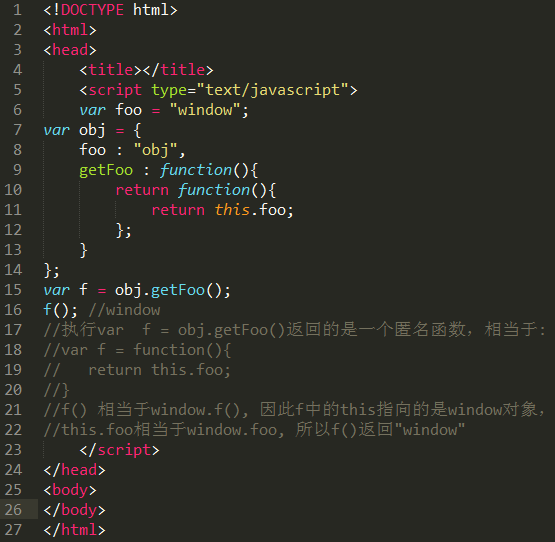 1 <!DOCTYPE html>
2 <html>
3 <head>
4     <title></title>
5     <script type="text/javascript">
6     var foo = "window";
7 var obj = {
8     foo : "obj",
9     getFoo : function(){
10         return function(){
11             return this.foo;
12         };
13     }
14 };
15 var f = obj.getFoo();
16 f(); //window
17 //执行var  f = obj.getFoo()返回的是一个匿名函数，相当于:
18 //var f = function(){
19 //   return this.foo;
20 //}
21 //f() 相当于window.f(), 因此f中的this指向的是window对象，
22 //this.foo相当于window.foo, 所以f()返回"window"
23     </script>
24 </head>
25 <body>
26 </body>
27 </html>